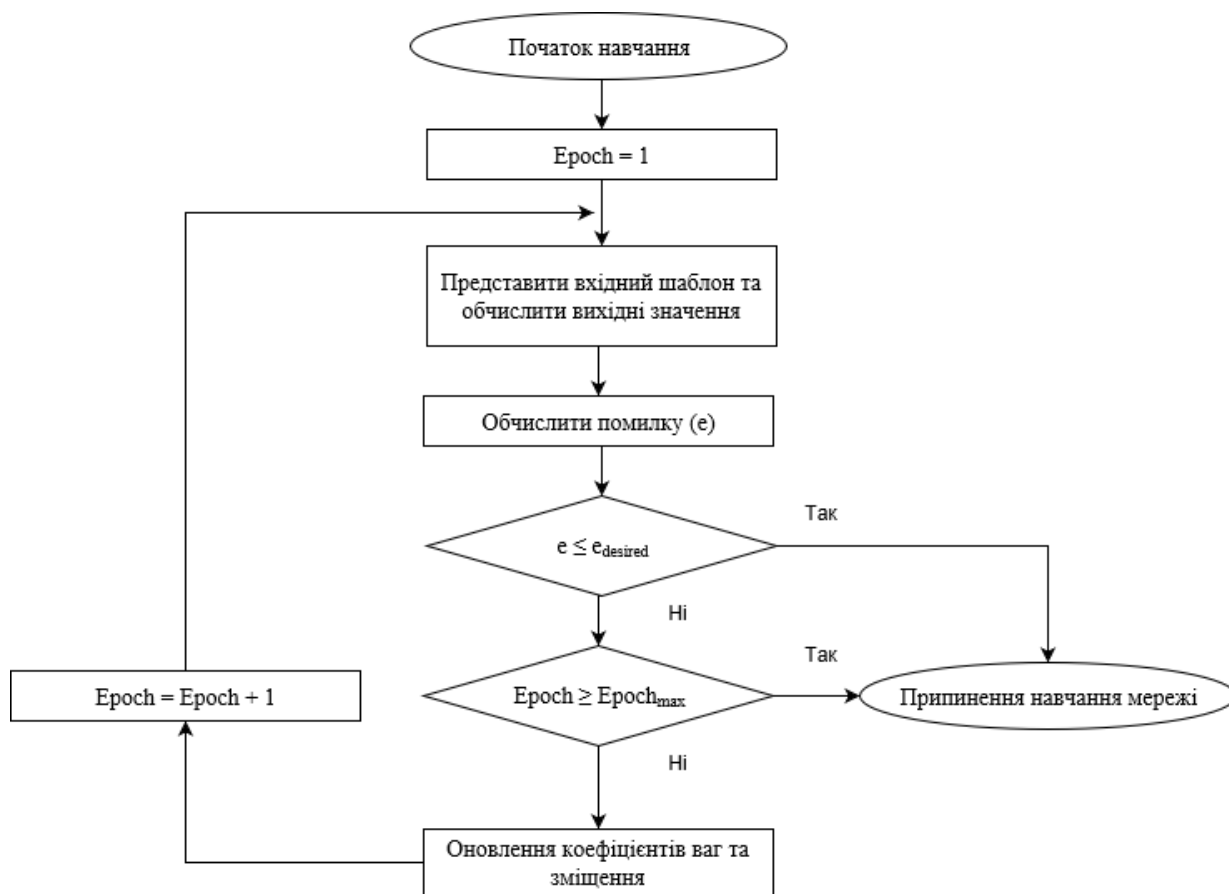 Початок навчання
Epoch = 1
Представити вхідний шаблон та
обчислити вихідні значення
Обчислити помилку (e)
Так
e ≤ e_desired
Ні
Так
Epoch = Epoch + 1
Epoch ≥ Epoch_max
Припинення навчання мережі
Ні
Оновлення коефіцієнтів ваг та
зміщення